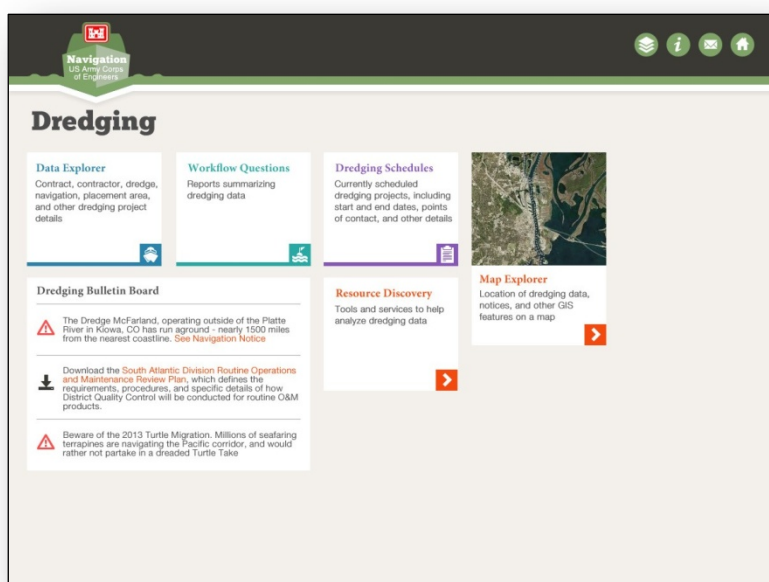 Navigation
US Army Corps
of Engineers
Dredging
Data Explorer
Contract, contractor, dredge,
navigation, placement area,
and other dredging project
details
Workflow Questions
Reports summarizing
dredging data
Dredging Schedules
Currently scheduled
dredging projects, including
start and end dates, points
of contact, and other details
Map Explorer
Location of dredging data,
notices, and other GIS
features on a map
Dredging Bulletin Board
The Dredge McFarland, operating outside of the Platte
River in Kiowa, CO has run aground - nearly 1500 miles
from the nearest coastline. See Navigation Notice
Download the South Atlantic Division Routine Operations
and Maintenance Review Plan, which defines the
requirements, procedures, and specific details of how
District Quality Control will be conducted for routine O&M
products.
Beware of the 2013 Turtle Migration. Millions of seafaring
terrapines are navigating the Pacific corridor, and would
rather not partake in a dreaded Turtle Take
Resource Discovery
Tools and services to help
analyze dredging data